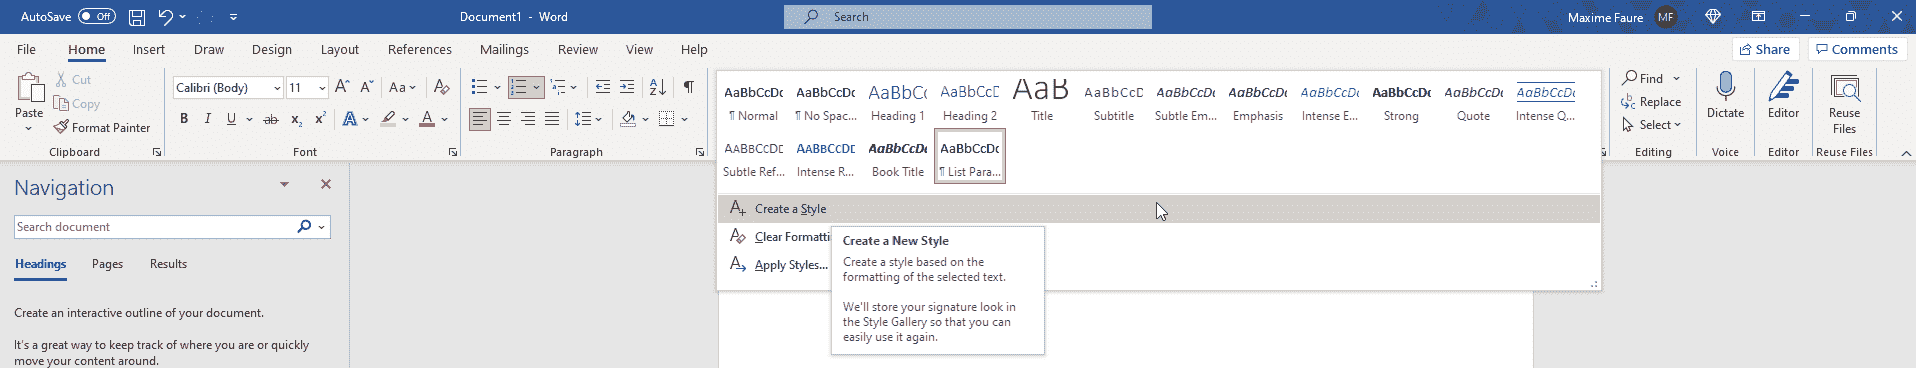 AutoSave Off Document1 - Word Search Maxime Faure MF
File Home Insert Draw Design Layout References Mailings Review View Help Share Comments
Paste
Cut
Copy
Format Painter
Clipboard
Calibri (Body) 11 Aa
B I U ab x₂ x² A A
Font
Paragraph
AaBbCcDc AaBbCcDc AaBbCc AaBbCcD AaB AaBbCcD AaBbCcDc AaBbCcDc AaBbCcDc AaBbCcDc AaBbCcDc AaBbCcDc
¶ Normal ¶ No Spac... Heading 1 Heading 2 Title Subtitle Subtle Em... Emphasis Intense E... Strong Quote Intense Q...
AABBCCDD AABBCCDD AaBbCcDc AaBbCcDc
Subtle Ref... Intense R... Book Title ¶ List Para...
Create a Style
Clear Formatti
Apply Styles...
Create a New Style
Create a style based on the
formatting of the selected text.
We'll store your signature look in
the Style Gallery so that you can
easily use it again.
Find
Replace
Select
Editing
Dictate
Voice
Editor
Editor
Reuse
Files
Reuse Files
Navigation
Search document
Headings Pages Results
Create an interactive outline of your document.
It's a great way to keep track of where you are or quickly
move your content around.